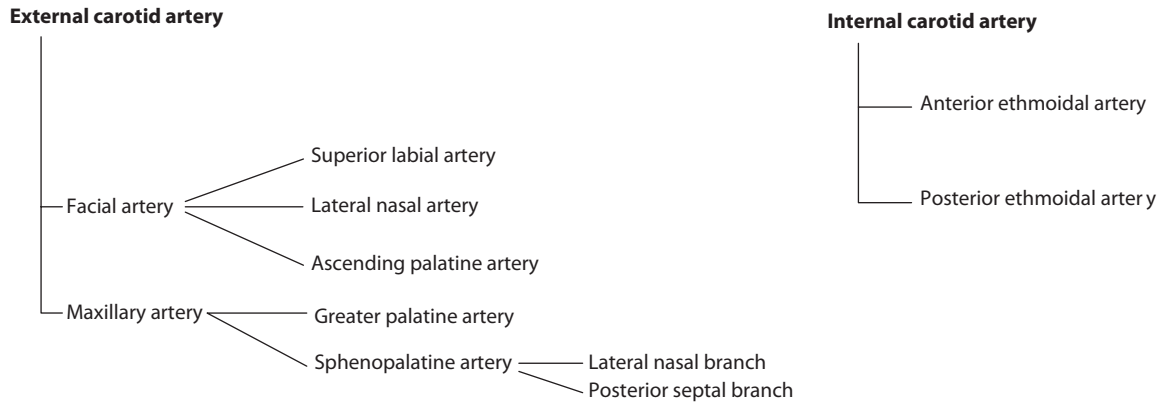 External carotid artery
Facial artery
Superior labial artery
Lateral nasal artery
Ascending palatine artery
Maxillary artery
Greater palatine artery
Sphenopalatine artery
Lateral nasal branch
Posterior septal branch
Internal carotid artery
Anterior ethmoidal artery
Posterior ethmoidal arter y